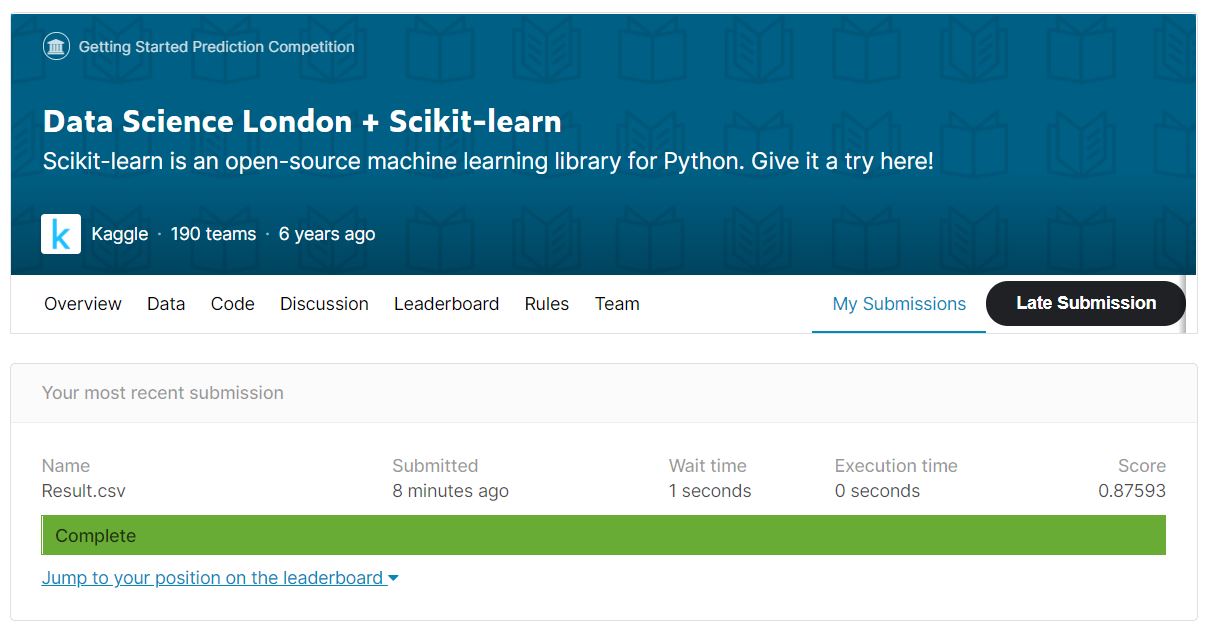 Getting Started Prediction Competition
Data Science London + Scikit-learn
Scikit-learn is an open-source machine learning library for Python. Give it a try here!
k Kaggle · 190 teams · 6 years ago
Overview Data Code Discussion Leaderboard Rules Team My Submissions Late Submission
Your most recent submission
Name Submitted Wait time Execution time Score
Result.csv 8 minutes ago 1 seconds 0 seconds 0.87593
Complete
Jump to your position on the leaderboard